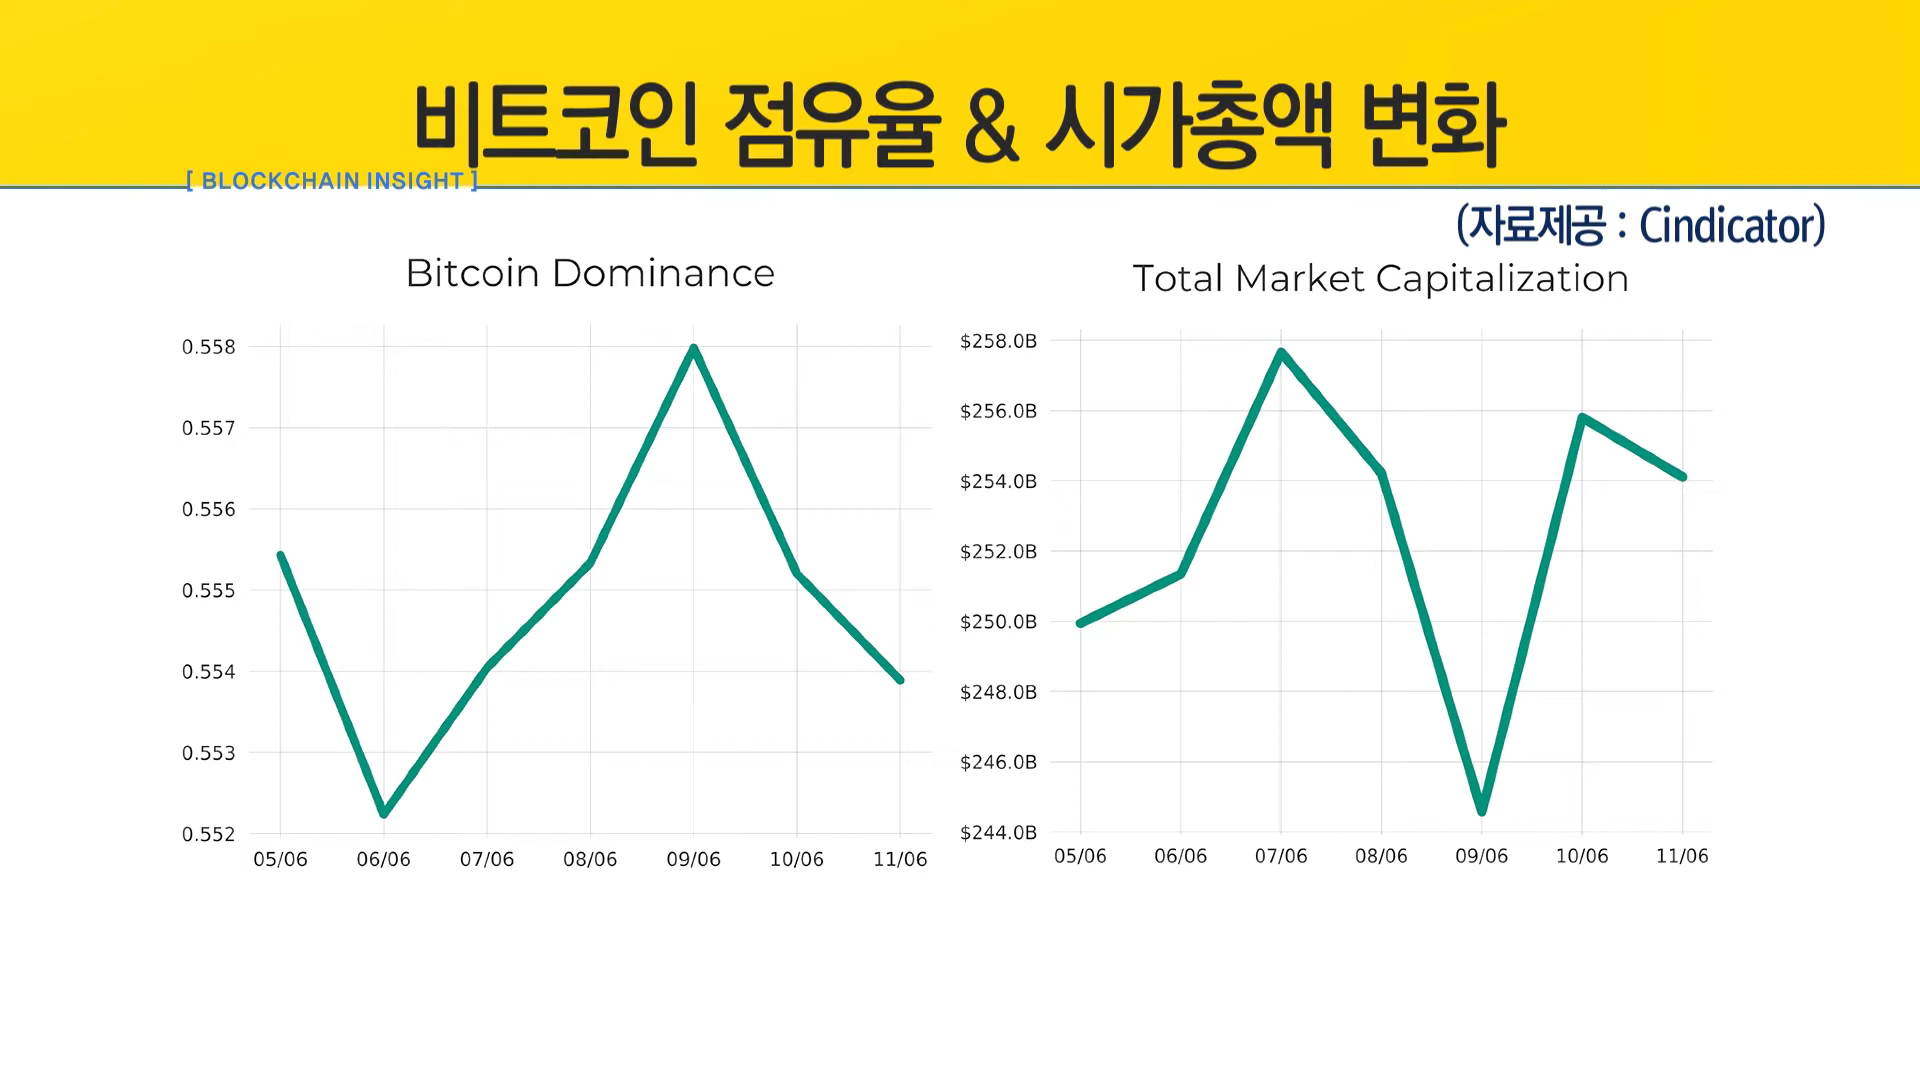 비트코인 점유율 & 시가총액 변화
[ BLOCKCHAIN INSIGHT ]
(자료제공 : Cindicator)
Bitcoin Dominance
0.558
0.557
0.556
0.555
0.554
0.553
0.552
05/06 06/06 07/06 08/06 09/06 10/06 11/06
Total Market Capitalization
$258.0B
$256.0B
$254.0B
$252.0B
$250.0B
$248.0B
$246.0B
$244.0B
05/06 06/06 07/06 08/06 09/06 10/06 11/06